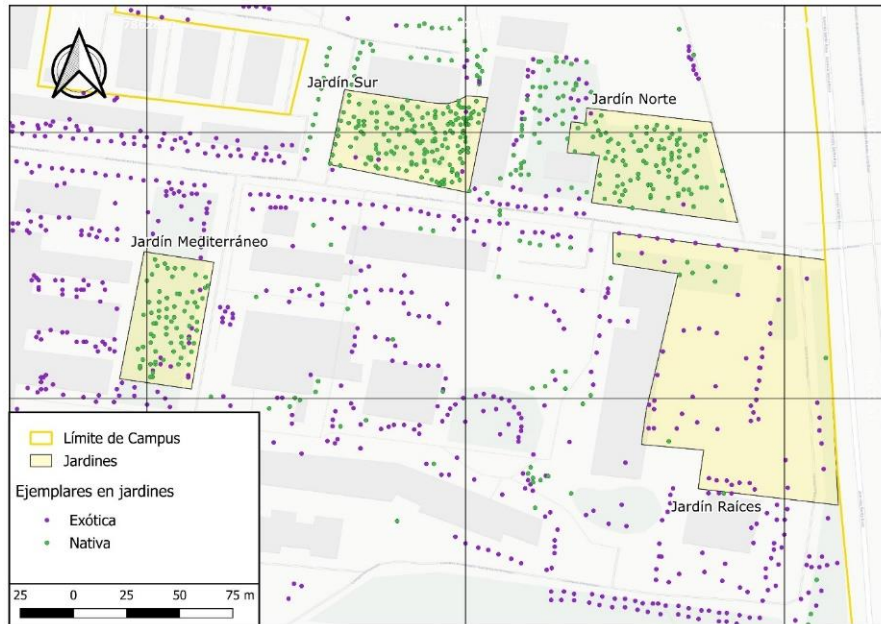 Jardín Sur
Jardín Norte
Jardín Mediterráneo
Jardín Raíces
Límite de Campus
Jardines
Ejemplares en jardines
Exótica
Nativa
25 0 25 50 75 m